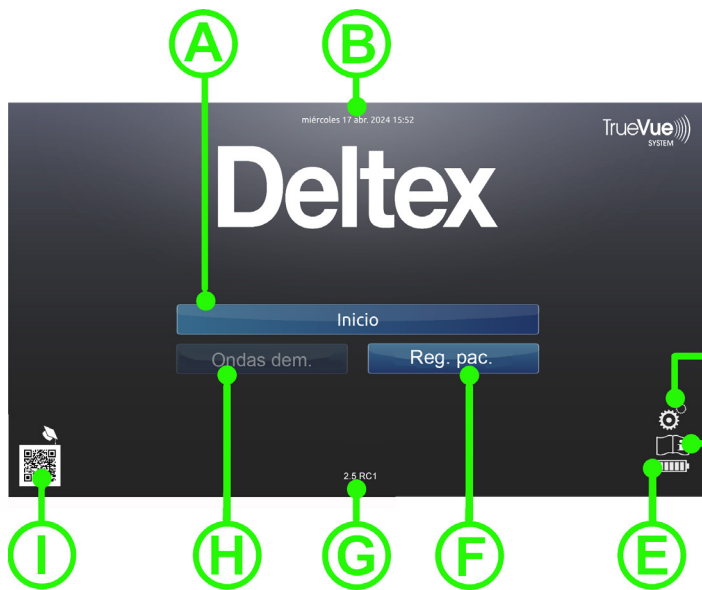 A
B
miércoles 17 abr. 2024 15:52
TrueVue
SYSTEM
Deltex
Inicio
Ondas dem.
Reg. pac.
2.5 RC1
I
H
G
F
E